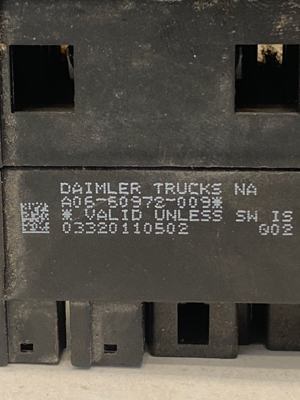 DAIMLER TRUCKS NA
A06-60972-009*
* VALID UNLESS SW IS
03320110502 Q02